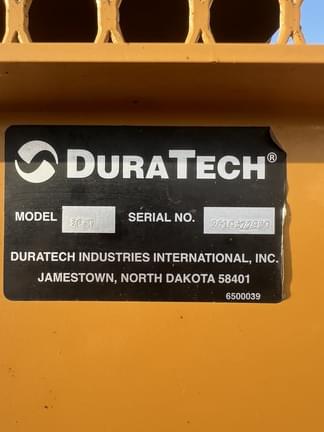 DURATECH®
MODEL
SERIAL NO.
DURATECH INDUSTRIES INTERNATIONAL, INC.
JAMESTOWN, NORTH DAKOTA 58401
6500039